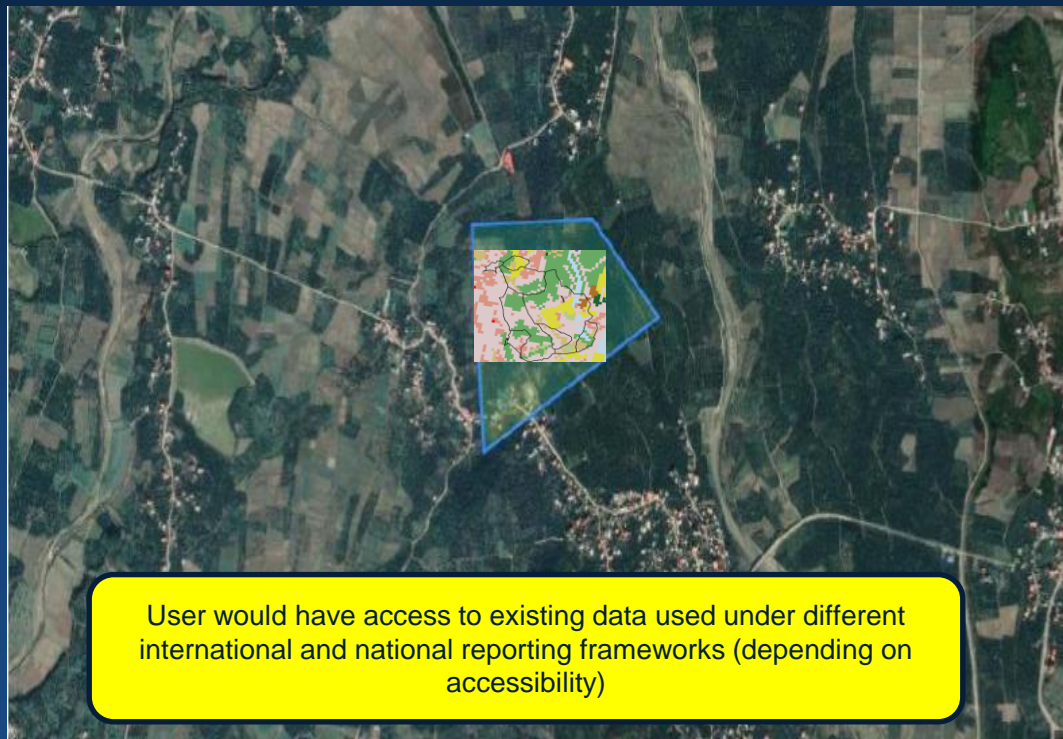 User would have access to existing data used under different
international and national reporting frameworks (depending on
accessibility)